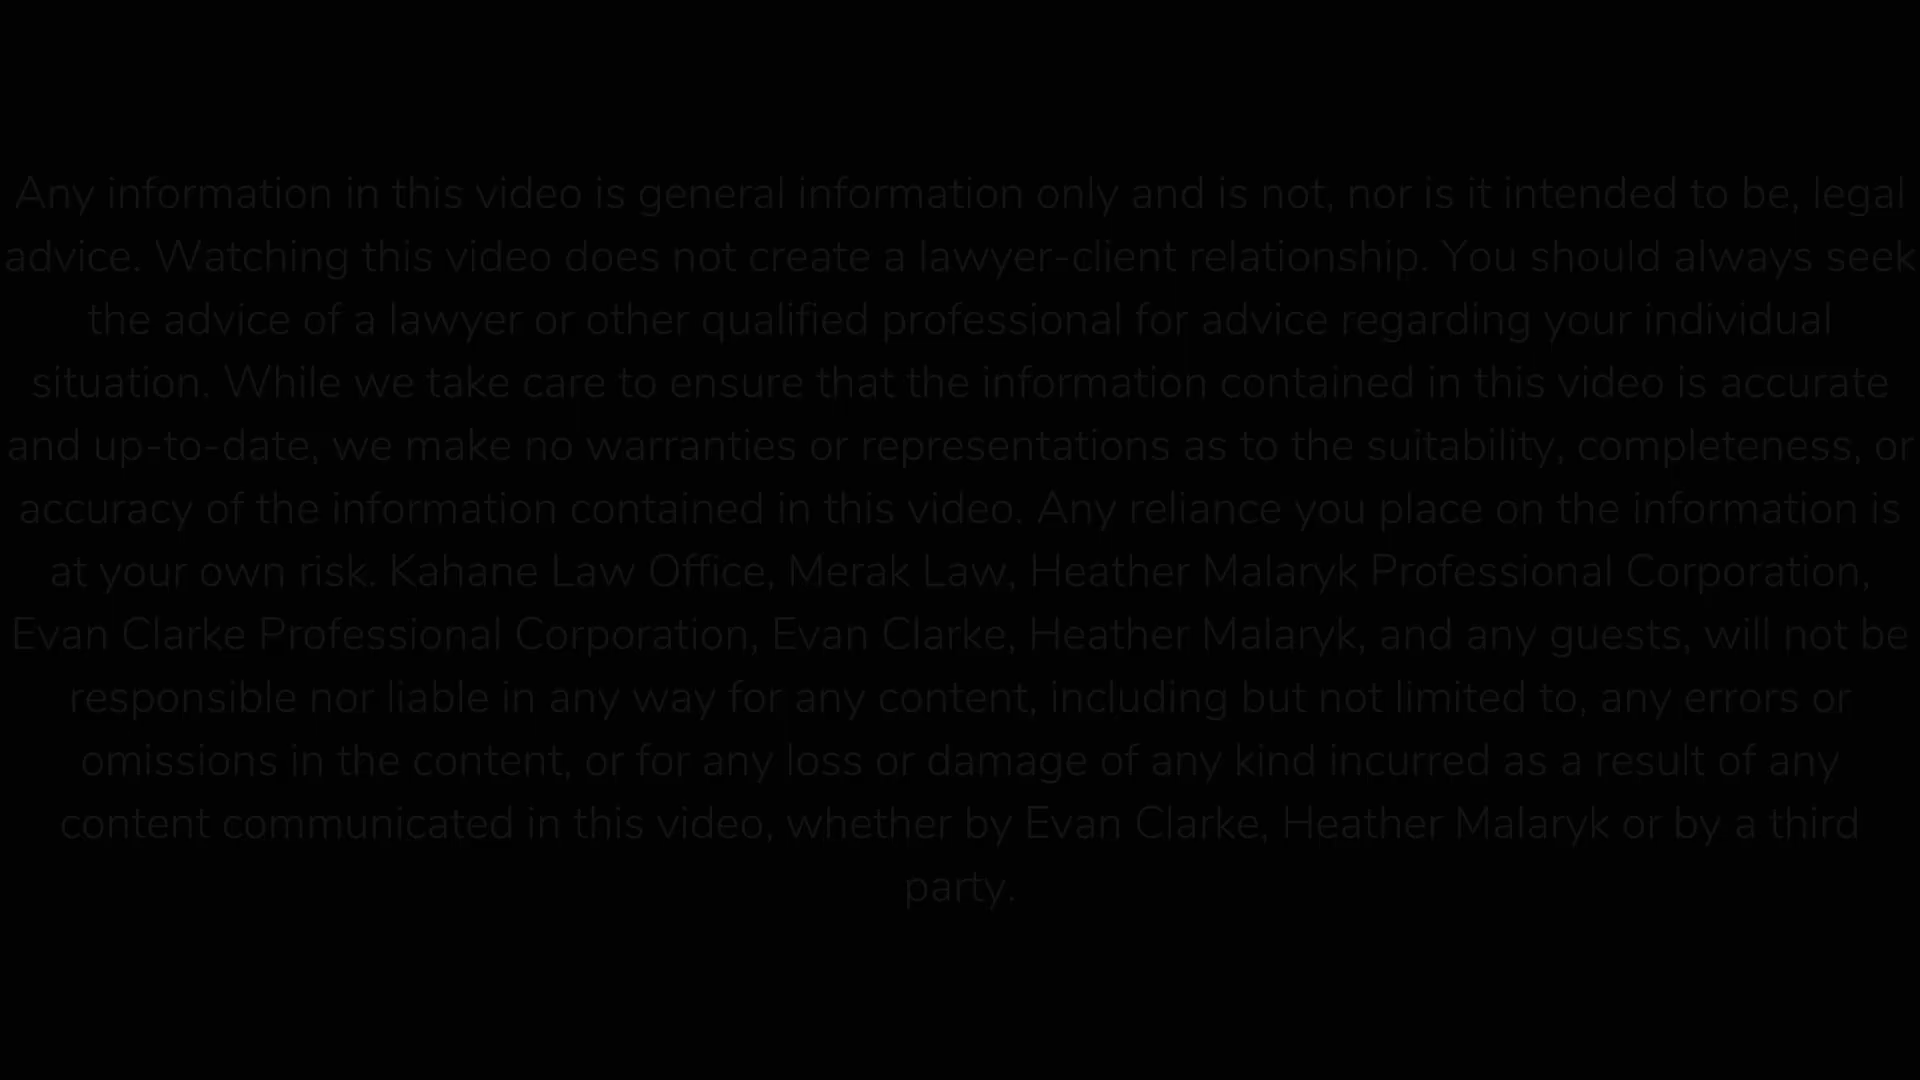 Any information in this video is general information only and is not, nor is it intended to be, legal
advice. Watching this video does not create a lawyer-client relationship. You should always seek
the advice of a lawyer or other qualified professional for advice regarding your individual
situation. While we take care to ensure that the information contained in this video is accurate
and up-to-date, we make no warranties or representations as to the suitability, completeness, or
accuracy of the information contained in this video. Any reliance you place on the information is
at your own risk. Kahane Law Office, Merak Law, Heather Malaryk Professional Corporation,
Evan Clarke Professional Corporation, Evan Clarke, Heather Malaryk, and any guests, will not be
responsible nor liable in any way for any content, including but not limited to, any errors or
omissions in the content, or for any loss or damage of any kind incurred as a result of any
content communicated in this video, whether by Evan Clarke, Heather Malaryk or by a third
party.